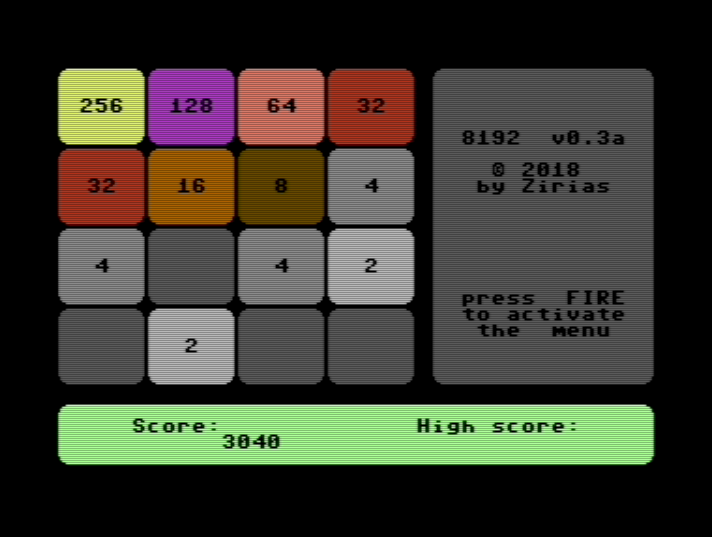 256 128 64 32
32 16 8 4
4 4 2
2
8192 v0.3a
© 2018
by Zirias
press FIRE
to activate
the menu
Score: High score:
3040